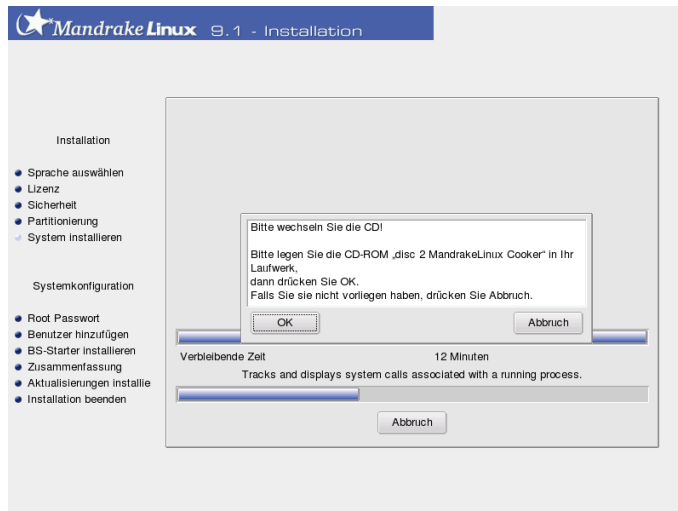 MandrakeLinux 9.1 - Installation
Installation
Sprache auswählen
Lizenz
Sicherheit
Partitionierung
System installieren
Systemkonfiguration
Root Passwort
Benutzer hinzufügen
BS-Starter installieren
Zusammenfassung
Aktualisierungen installie
Installation beenden
Bitte wechseln Sie die CD!
Bitte legen Sie die CD-ROM „disc 2 MandrakeLinux Cooker“ in Ihr
Laufwerk,
dann drücken Sie OK.
Falls Sie sie nicht vorliegen haben, drücken Sie Abbruch.
OK
Abbruch
Verbleibende Zeit 12 Minuten
Tracks and displays system calls associated with a running process.
Abbruch